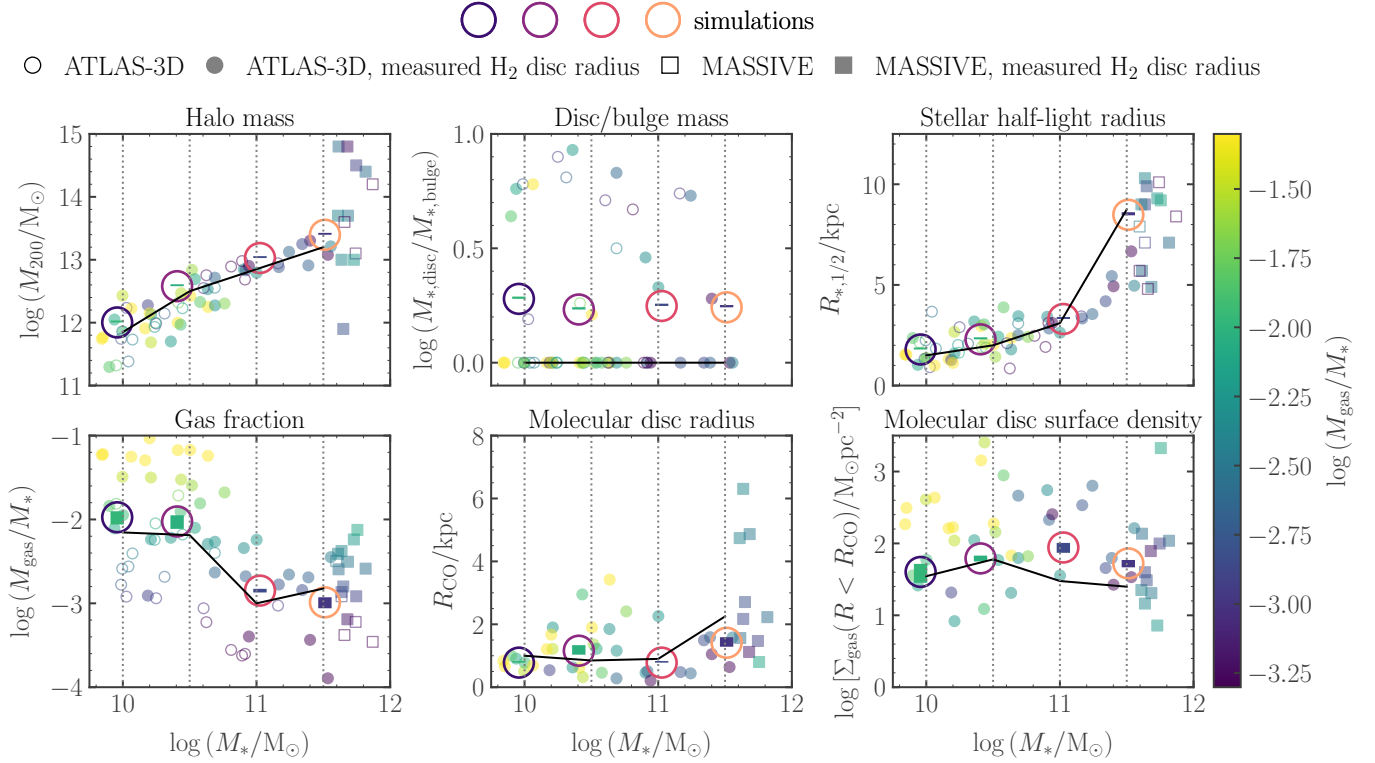 simulations
ATLAS-3D ATLAS-3D, measured H₂ disc radius MASSIVE MASSIVE, measured H₂ disc radius
Halo mass
15
14
13
12
11
log (M₂₀₀/M⊙)
Disc/bulge mass
1.0
0.5
0.0
log (M*,disc/M*,bulge)
Stellar half-light radius
10
5
0
R*,1/2/kpc
Gas fraction
−1
−2
−3
−4
log (Mgas/M*)
10 11 12
log (M*/M⊙)
Molecular disc radius
8
6
4
2
0
RCO/kpc
10 11 12
log (M*/M⊙)
Molecular disc surface density
3
2
1
0
log [Σgas(R < RCO)/M⊙pc⁻²]
10 11 12
log (M*/M⊙)
−1.50
−1.75
−2.00
−2.25
−2.50
−2.75
−3.00
−3.25
log (Mgas/M*)